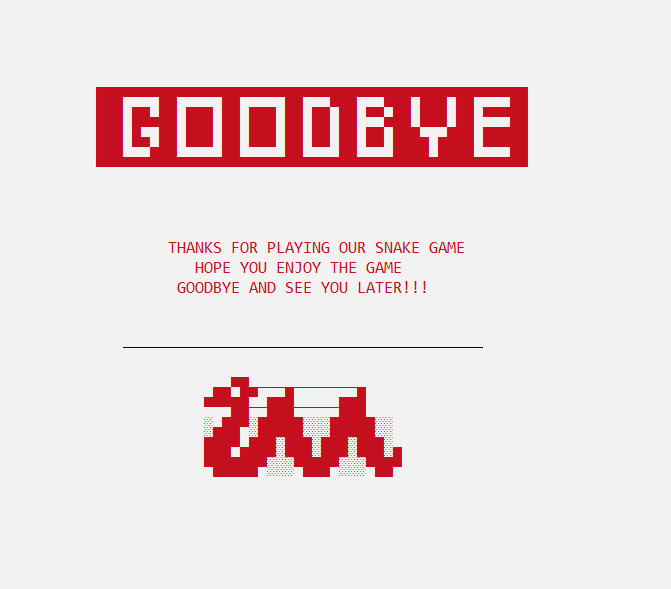 GOODBYE
THANKS FOR PLAYING OUR SNAKE GAME
HOPE YOU ENJOY THE GAME
GOODBYE AND SEE YOU LATER!!!